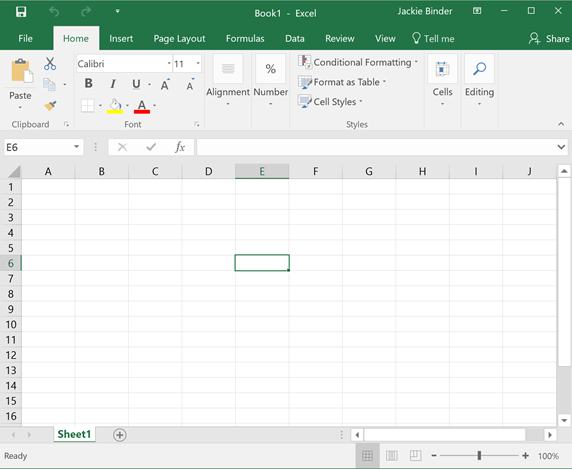 Book1 - Excel
Jackie Binder
File Home Insert Page Layout Formulas Data Review View Tell me Share
Paste
Calibri 11
B I U A A
A
Alignment
%
Number
Conditional Formatting
Format as Table
Cell Styles
Cells
Editing
Clipboard Font Styles
E6 fx
A B C D E F G H I J
1
2
3
4
5
6
7
8
9
10
11
12
13
14
15
16
Sheet1
Ready 100%